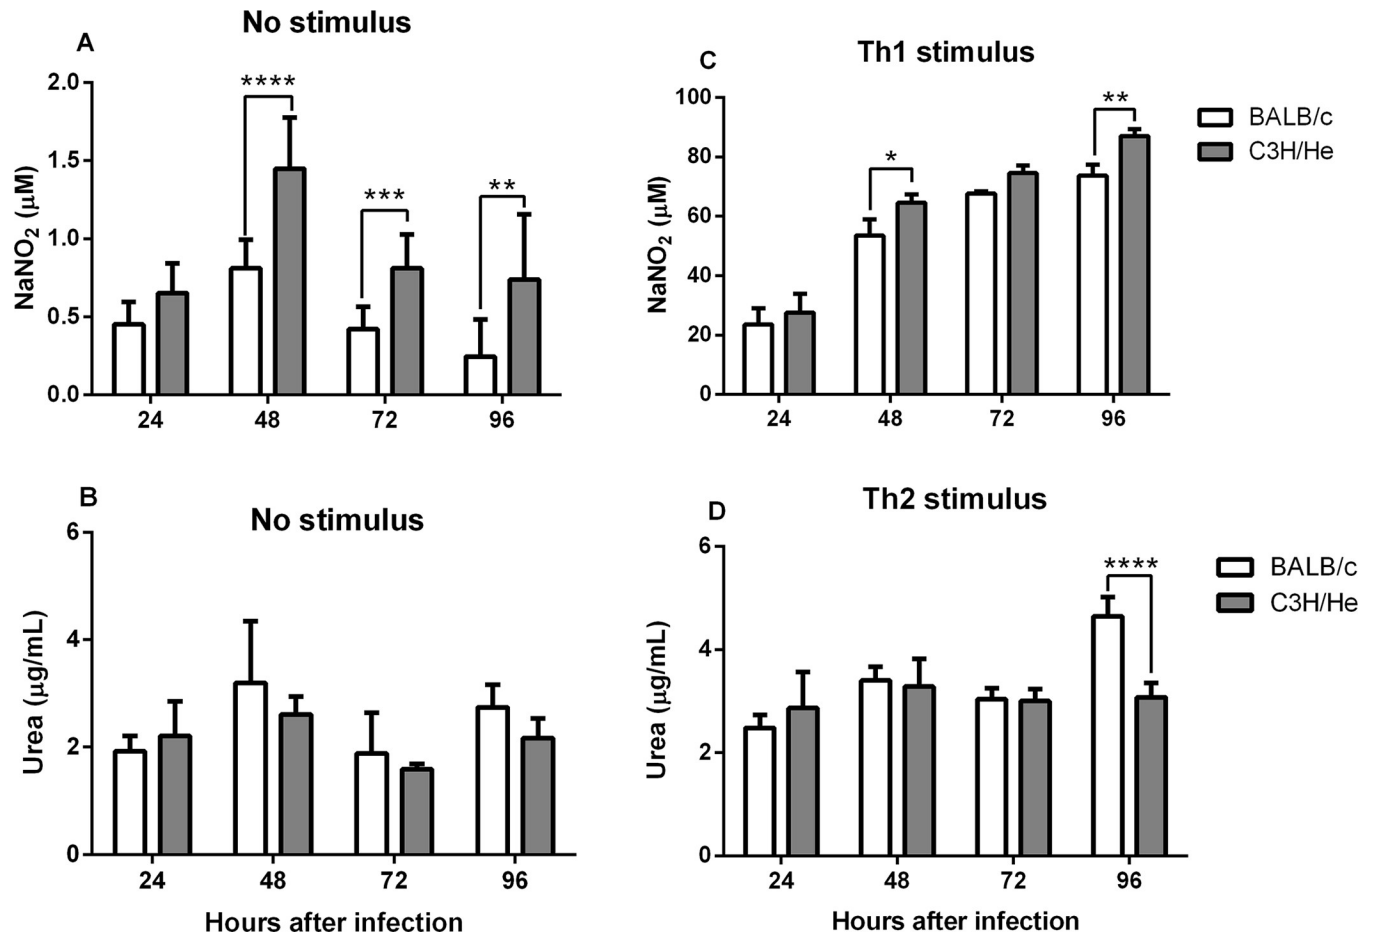 A
No stimulus
NaNO2 (μM)
2.0
1.5
1.0
0.5
0.0
****
***
**
24 48 72 96
C
Th1 stimulus
NaNO2 (μM)
100
80
60
40
20
0
*
**
24 48 72 96
BALB/c
C3H/He
B
No stimulus
Urea (μg/mL)
6
4
2
0
24 48 72 96
Hours after infection
D
Th2 stimulus
Urea (μg/mL)
6
4
2
0
****
24 48 72 96
Hours after infection
BALB/c
C3H/He